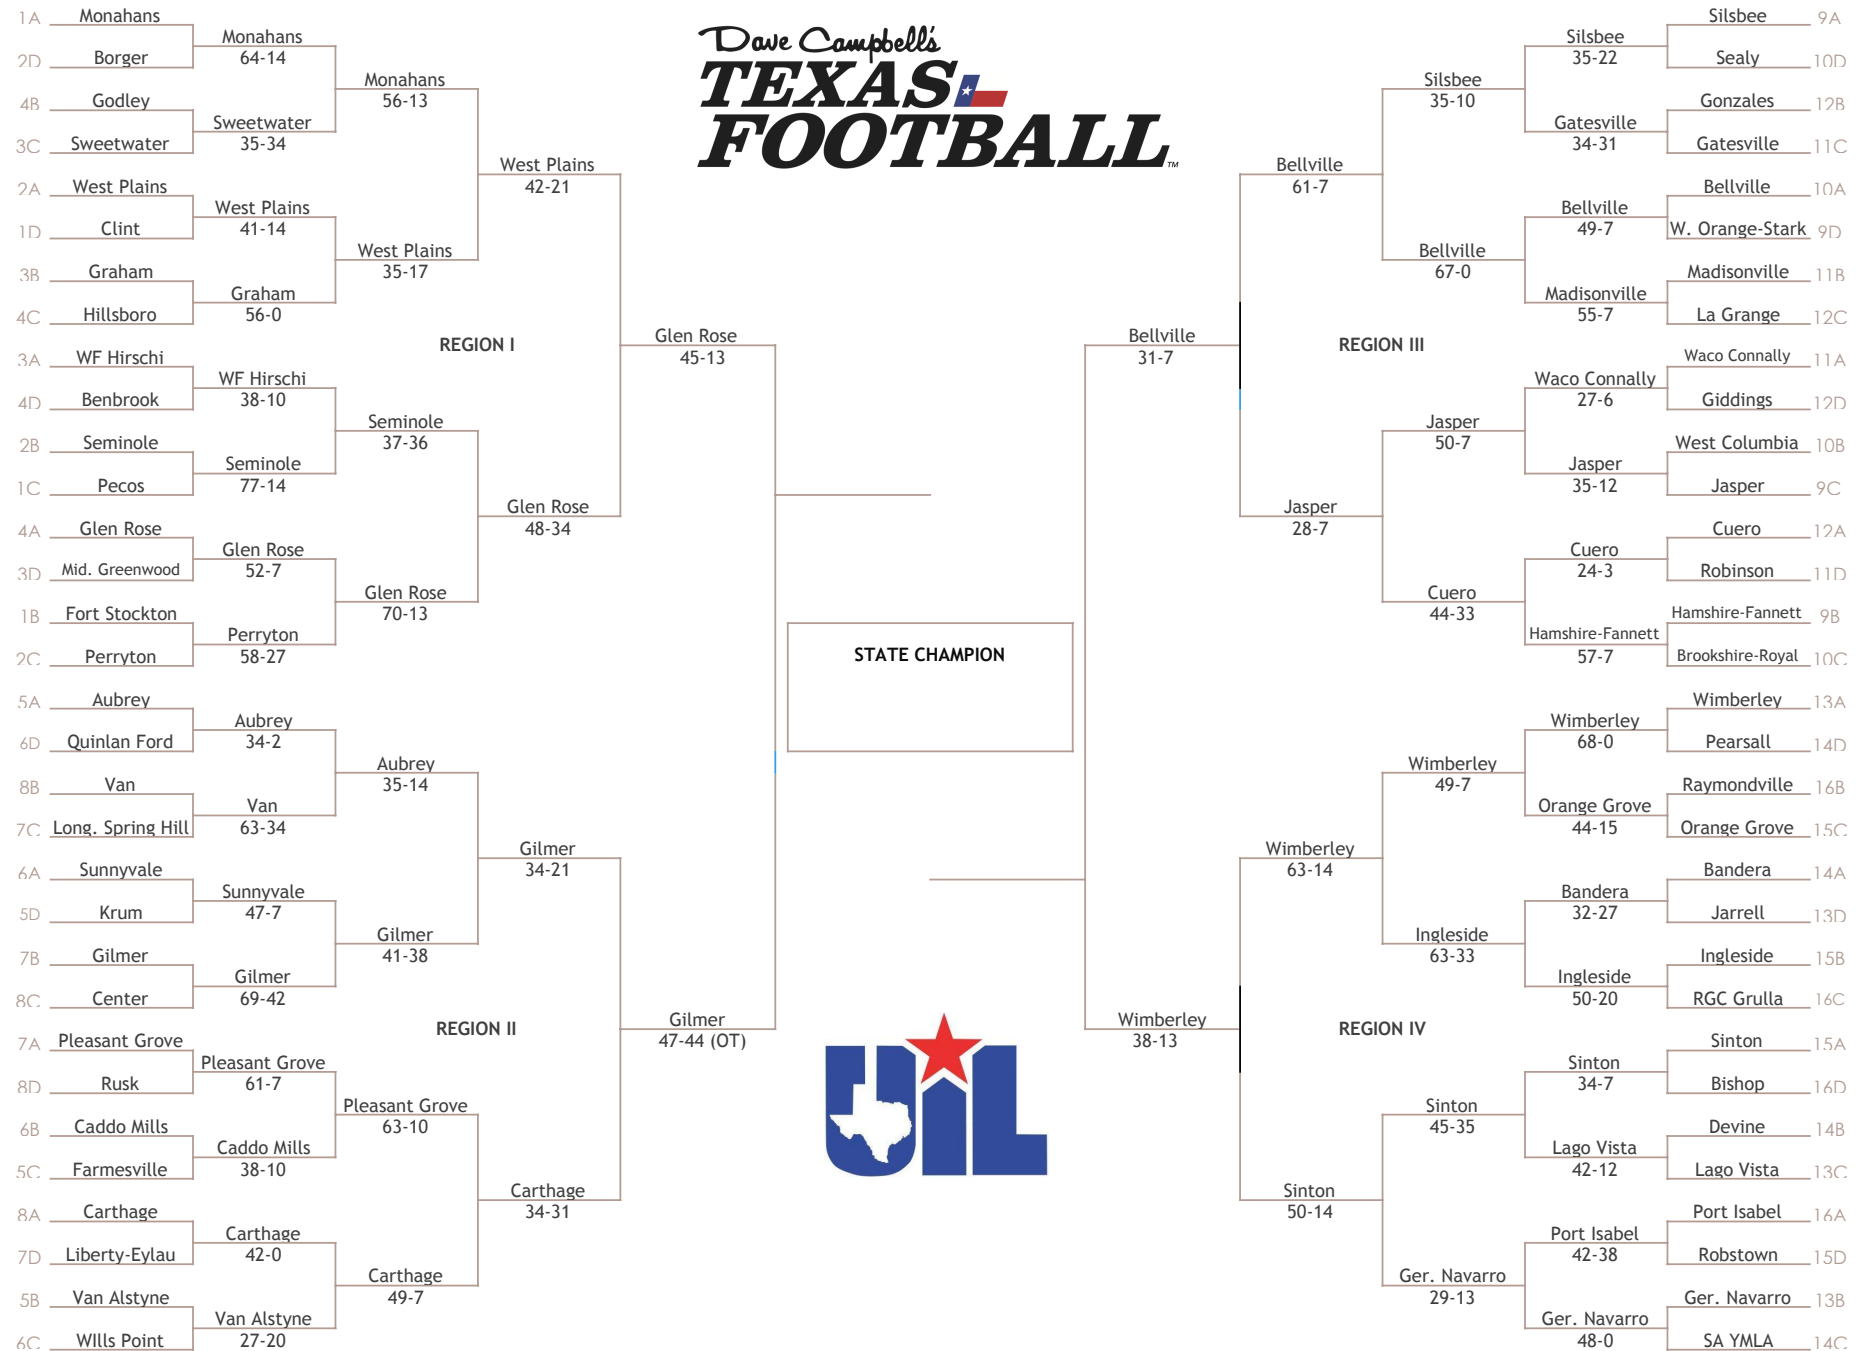 Dave Campbell's
TEXAS
FOOTBALL™
1A Monahans
2D Borger
4B Godley
3C Sweetwater
2A West Plains
1D Clint
3B Graham
4C Hillsboro
3A WF Hirschi
4D Benbrook
2B Seminole
1C Pecos
4A Glen Rose
3D Mid. Greenwood
1B Fort Stockton
2C Perryton
5A Aubrey
6D Quinlan Ford
8B Van
7C Long. Spring Hill
6A Sunnyvale
5D Krum
7B Gilmer
8C Center
7A Pleasant Grove
8D Rusk
6B Caddo Mills
5C Farmesville
8A Carthage
7D Liberty-Eylau
5B Van Alstyne
6C WIlls Point
Monahans
64-14
Sweetwater
35-34
West Plains
41-14
Graham
56-0
WF Hirschi
38-10
Seminole
77-14
Glen Rose
52-7
Perryton
58-27
Aubrey
34-2
Van
63-34
Sunnyvale
47-7
Gilmer
69-42
Pleasant Grove
61-7
Caddo Mills
38-10
Carthage
42-0
Van Alstyne
27-20
Monahans
56-13
West Plains
35-17
Seminole
37-36
Glen Rose
70-13
Aubrey
35-14
Gilmer
41-38
Pleasant Grove
63-10
Carthage
49-7
West Plains
42-21
REGION I
Glen Rose
48-34
Gilmer
34-21
REGION II
Carthage
34-31
Glen Rose
45-13
Gilmer
47-44 (OT)
STATE CHAMPION
UIL
Bellville
31-7
Wimberley
38-13
Bellville
61-7
REGION III
Jasper
28-7
Wimberley
63-14
REGION IV
Sinton
50-14
Silsbee
35-10
Bellville
67-0
Jasper
50-7
Cuero
44-33
Wimberley
49-7
Ingleside
63-33
Sinton
45-35
Ger. Navarro
29-13
Silsbee
35-22
Gatesville
34-31
Bellville
49-7
Madisonville
55-7
Waco Connally
27-6
Jasper
35-12
Cuero
24-3
Hamshire-Fannett
57-7
Wimberley
68-0
Orange Grove
44-15
Bandera
32-27
Ingleside
50-20
Sinton
34-7
Lago Vista
42-12
Port Isabel
42-38
Ger. Navarro
48-0
Silsbee 9A
Sealy 10D
Gonzales 12B
Gatesville 11C
Bellville 10A
W. Orange-Stark 9D
Madisonville 11B
La Grange 12C
Waco Connally 11A
Giddings 12D
West Columbia 10B
Jasper 9C
Cuero 12A
Robinson 11D
Hamshire-Fannett 9B
Brookshire-Royal 10C
Wimberley 13A
Pearsall 14D
Raymondville 16B
Orange Grove 15C
Bandera 14A
Jarrell 13D
Ingleside 15B
RGC Grulla 16C
Sinton 15A
Bishop 16D
Devine 14B
Lago Vista 13C
Port Isabel 16A
Robstown 15D
Ger. Navarro 13B
SA YMLA 14C